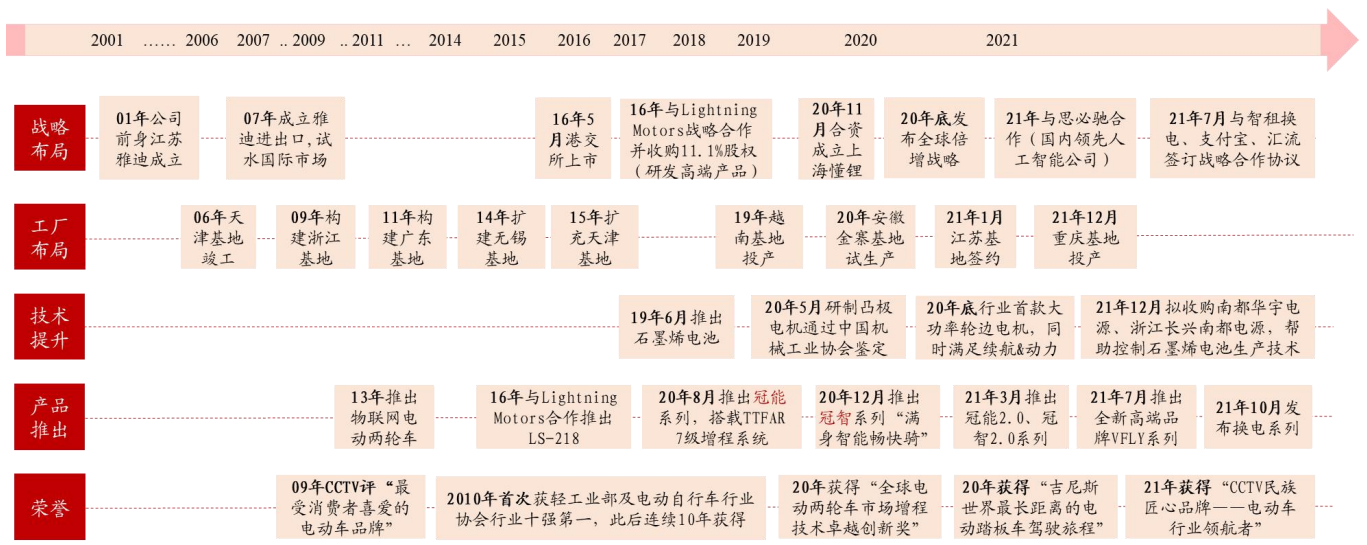 2001 …… 2006 2007 .. 2009 .. 2011 … 2014 2015 2016 2017 2018 2019 2020 2021
战略
布局
01年公司
前身江苏
雅迪成立
07年成立雅
迪进出口,试
水国际市场
16年5
月港交
所上市
16年与Lightning
Motors战略合作
并收购11.1%股权
（研发高端产品）
20年11
月合资
成立上
海懂锂
20年底发
布全球倍
增战略
21年与思必驰合
作（国内领先人
工智能公司）
21年7月与智租换
电、支付宝、汇流
签订战略合作协议
工厂
布局
06年天
津基地
竣工
09年构
建浙江
基地
11年构
建广东
基地
14年扩
建无锡
基地
15年扩
充天津
基地
19年越
南基地
投产
20年安徽
金寨基地
试生产
21年1月
江苏基
地签约
21年12月
重庆基地
投产
技术
提升
19年6月推出
石墨烯电池
20年5月研制凸极
电机通过中国机
械工业协会鉴定
20年底行业首款大
功率轮边电机，同
时满足续航&动力
21年12月拟收购南都华宇电
源、浙江长兴南都电源，帮
助控制石墨烯电池生产技术
产品
推出
13年推出
物联网电
动两轮车
16年与Lightning
Motors合作推出
LS-218
20年8月推出冠能
系列，搭载TTFAR
7级增程系统
20年12月推出
冠智系列“满
身智能畅快骑”
21年3月推出
冠能2.0、冠
智2.0系列
21年7月推出
全新高端品
牌VFLY系列
21年10月发
布换电系列
荣誉
09年CCTV评“最
受消费者喜爱的
电动车品牌”
2010年首次获轻工业部及电动自行车行业
协会行业十强第一，此后连续10年获得
20年获得“全球电
动两轮车市场增程
技术卓越创新奖”
20年获得“吉尼斯
世界最长距离的电
动踏板车驾驶旅程”
21年获得“CCTV民族
匠心品牌——电动车
行业领航者”